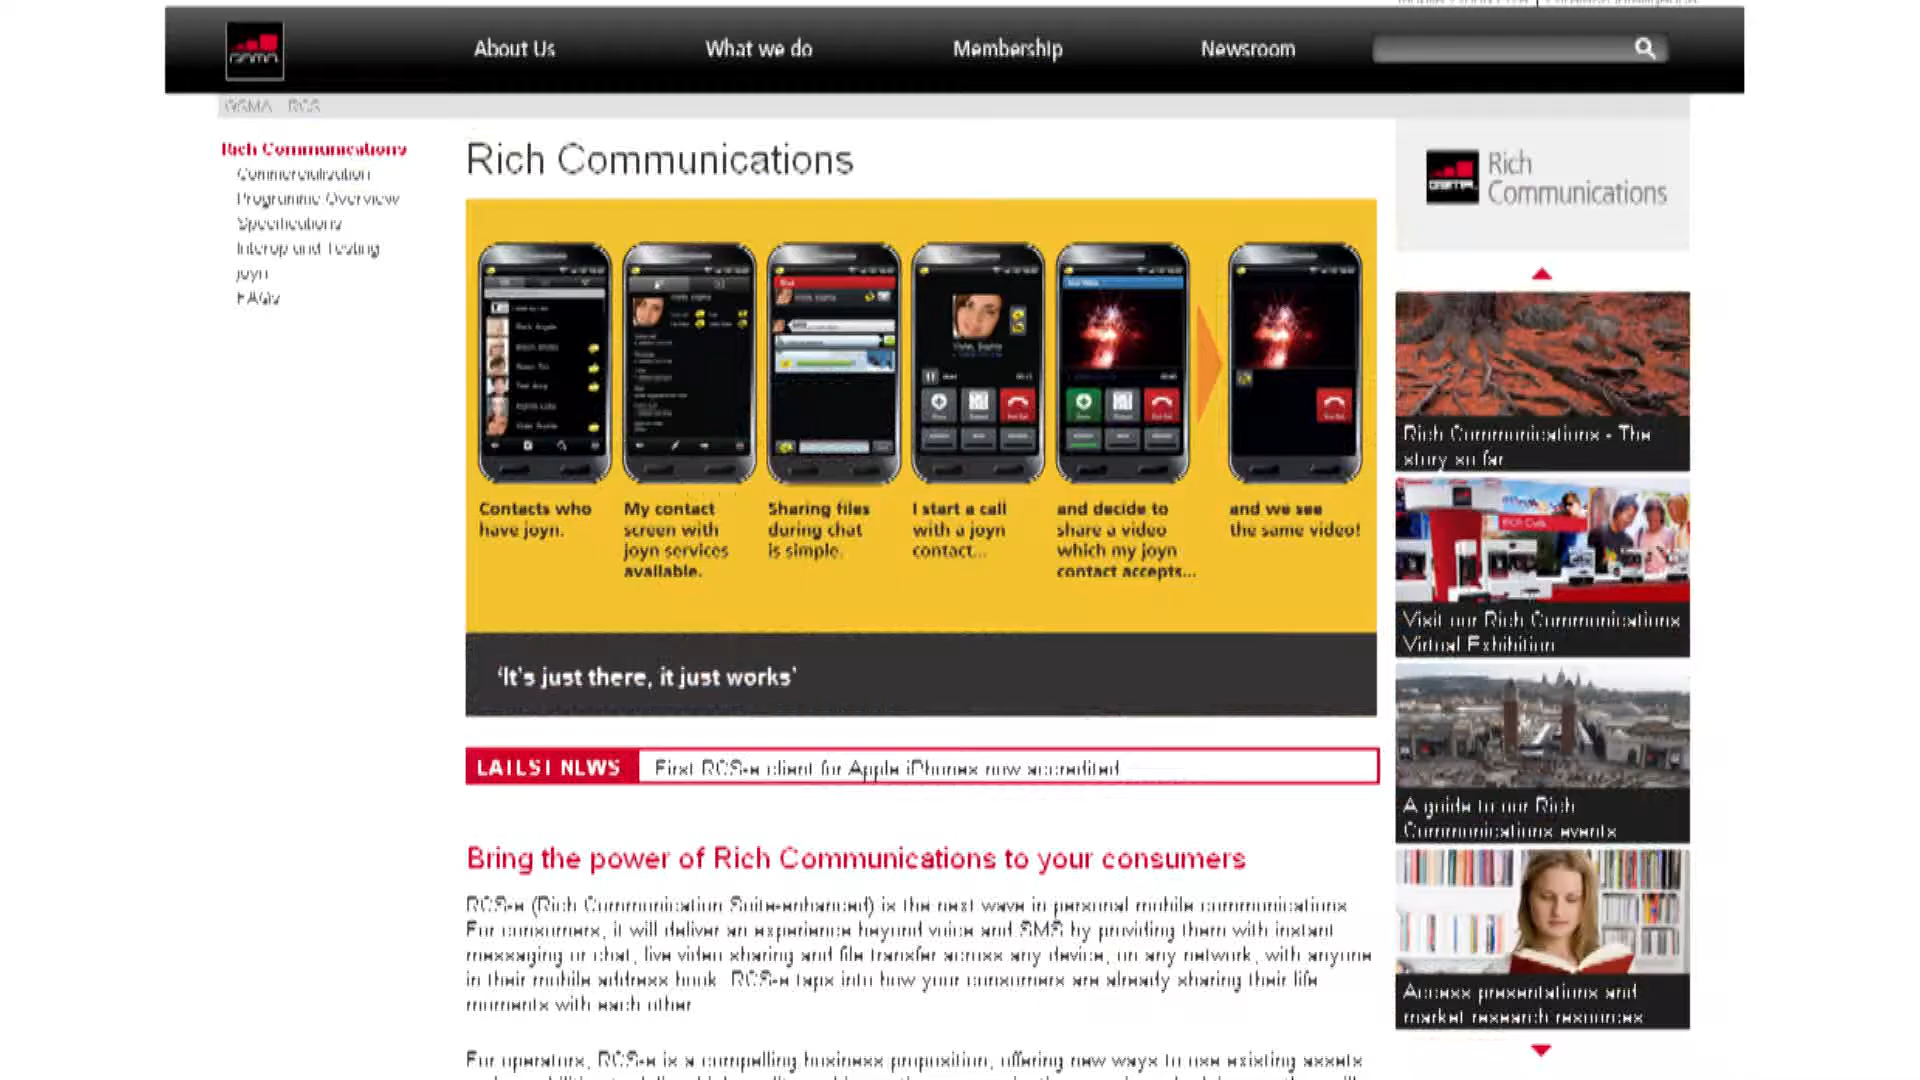 About Us
What we do
Membership
Newsroom
GSMA RCS
Rich Communications
Commercialisation
Programme Overview
Specifications
Interop and Testing
joyn
FAQs
Rich Communications
Contacts who
have joyn.
My contact
screen with
joyn services
available.
Sharing files
during chat
is simple.
I start a call
with a joyn
contact...
and decide to
share a video
which my joyn
contact accepts...
and we see
the same video!
'It's just there, it just works'
LATEST NEWS
First RCS-e client for Apple iPhones now accredited
Bring the power of Rich Communications to your consumers
RCS-e (Rich Communication Suite-enhanced) is the next wave in personal mobile communications
For consumers, it will deliver an experience beyond voice and SMS by providing them with instant
messaging or chat, live video sharing and file transfer across any device, on any network, with anyone
in their mobile address book. RCS-e taps into how your consumers are already sharing their life
moments with each other
For operators, RCS-e is a compelling business proposition, offering new ways to use existing assets
Rich
Communications
Rich Communications - The
story so far
Visit our Rich Communications
Virtual Exhibition
A guide to our Rich
Communications events
Access presentations and
market research resources